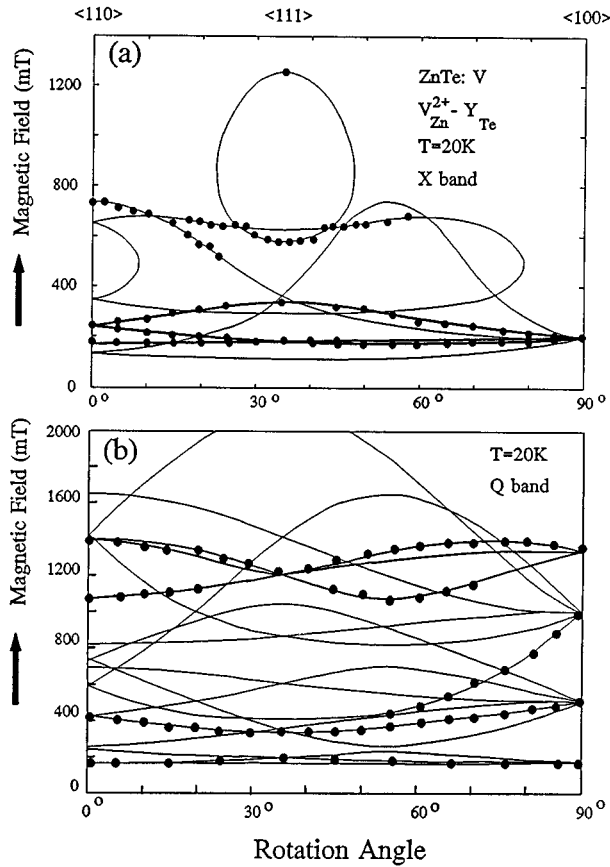 <110> <111> <100>
(a)
ZnTe: V
V2+Zn - YTe
T=20K
X band
Magnetic Field (mT)
1200
800
400
0
0° 30° 60° 90°
(b)
T=20K
Q band
Magnetic Field (mT)
2000
1600
1200
800
400
0
0° 30° 60° 90°
Rotation Angle